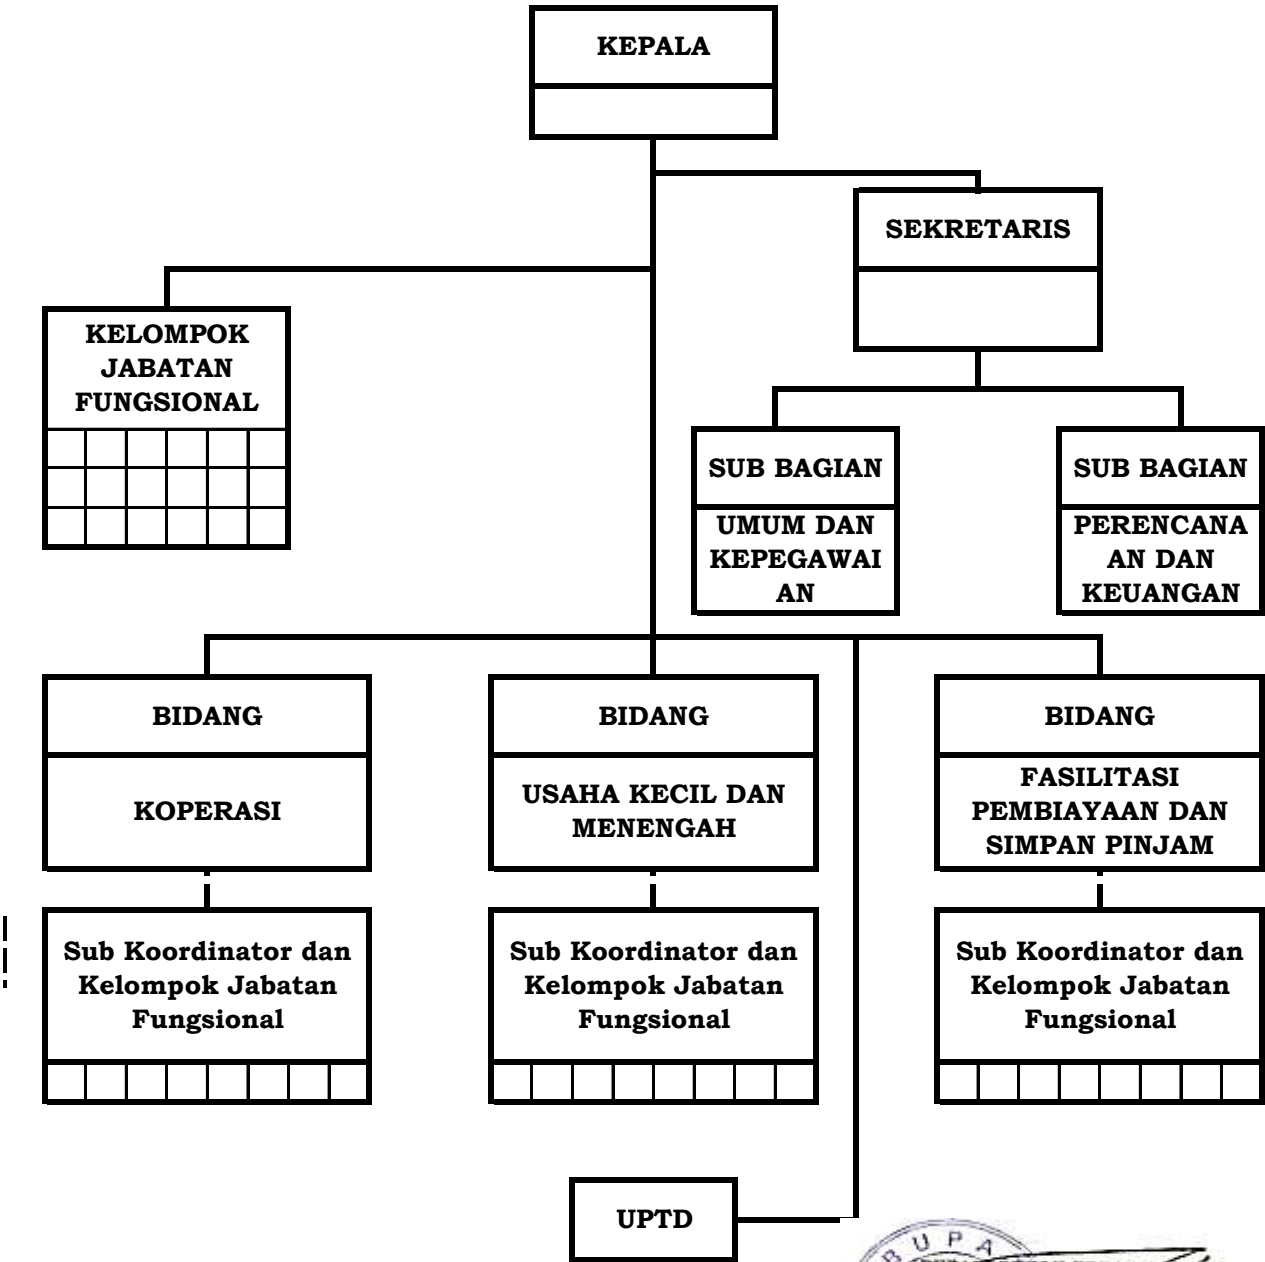 KEPALA
SEKRETARIS
KELOMPOK
JABATAN
FUNGSIONAL
SUB BAGIAN
UMUM DAN
KEPEGAWAI
AN
SUB BAGIAN
PERENCANA
AN DAN
KEUANGAN
BIDANG
KOPERASI
BIDANG
USAHA KECIL DAN
MENENGAH
BIDANG
FASILITASI
PEMBIAYAAN DAN
SIMPAN PINJAM
Sub Koordinator dan
Kelompok Jabatan
Fungsional
Sub Koordinator dan
Kelompok Jabatan
Fungsional
Sub Koordinator dan
Kelompok Jabatan
Fungsional
UPTD
BUPA